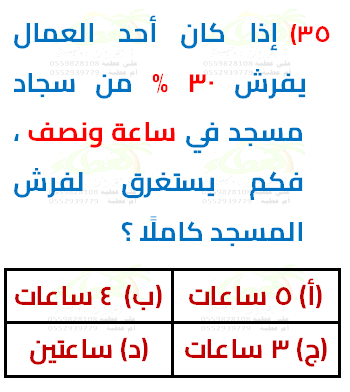 ٣٥) إذا كان أحد العمال
يفرش ٣٠ % من سجاد
مسجد في ساعة ونصف ،
فكم يستغرق لفرش
المسجد كاملًا ؟
(أ) ٥ ساعات (ب) ٤ ساعات
(ج) ٣ ساعات (د) ساعتين